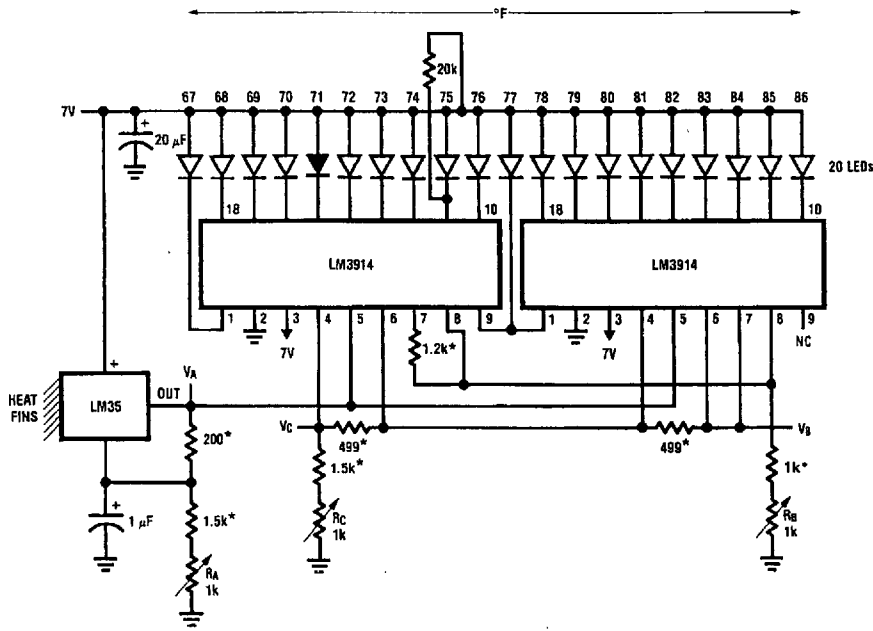 °F
20k
67 68 69 70 71 72 73 74 75 76 77 78 79 80 81 82 83 84 85 86
7V
+
20 µF
20 LEDs
18 10 18 10
LM3914 LM3914
1 2 3 4 5 6 7 8 9 1 2 3 4 5 6 7 8 9
7V 1.2k* 7V NC
+
VA
HEAT FINS
LM35
OUT
VC 499* 499* VB
200*
1.5k* 1k*
+
1 µF
1.5k*
RC
1k
RB
1k
RA
1k